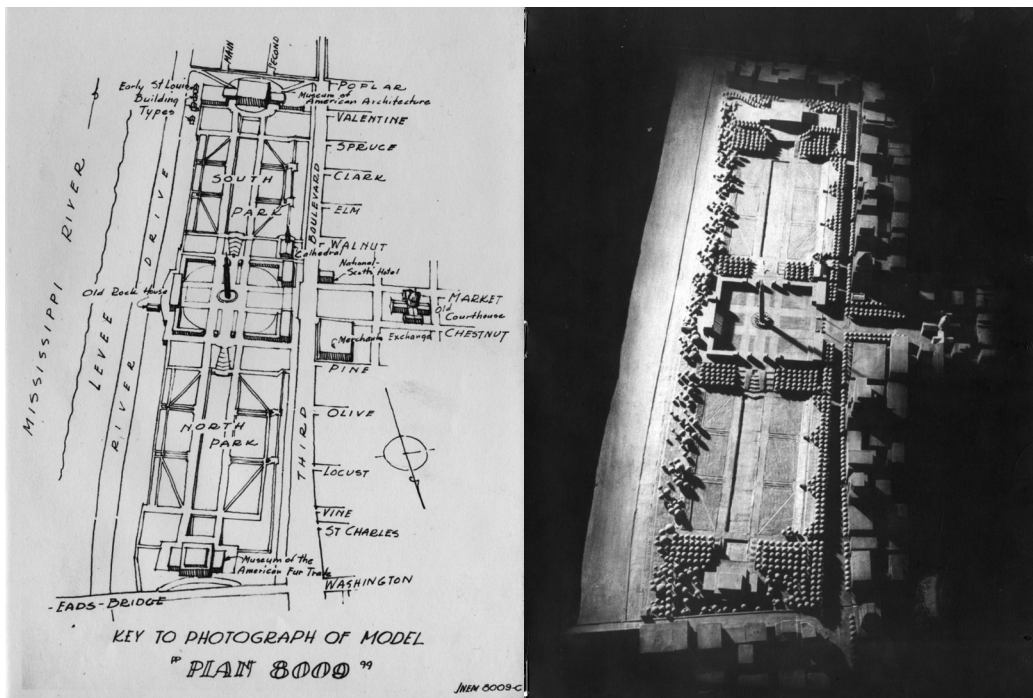 MAIN
SECOND
POPLAR
Early St Louis
Building
Types
Museum of
American Architecture
VALENTINE
SPRUCE
CLARK
SOUTH
PARK
ELM
BOULEVARD
WALNUT
Cathedral
National-
Scott's Hotel
MISSISSIPPI RIVER
LEVEE
RIVER DRIVE
Old Rock House
MARKET
Old
Courthouse
CHESTNUT
Merchants Exchange
PINE
OLIVE
NORTH
PARK
THIRD
LOCUST
VINE
ST CHARLES
Museum of the
American Fur Trade
WASHINGTON
-EADS-BRIDGE
KEY TO PHOTOGRAPH OF MODEL
"PLAN 8009"
JNEM 8009-C